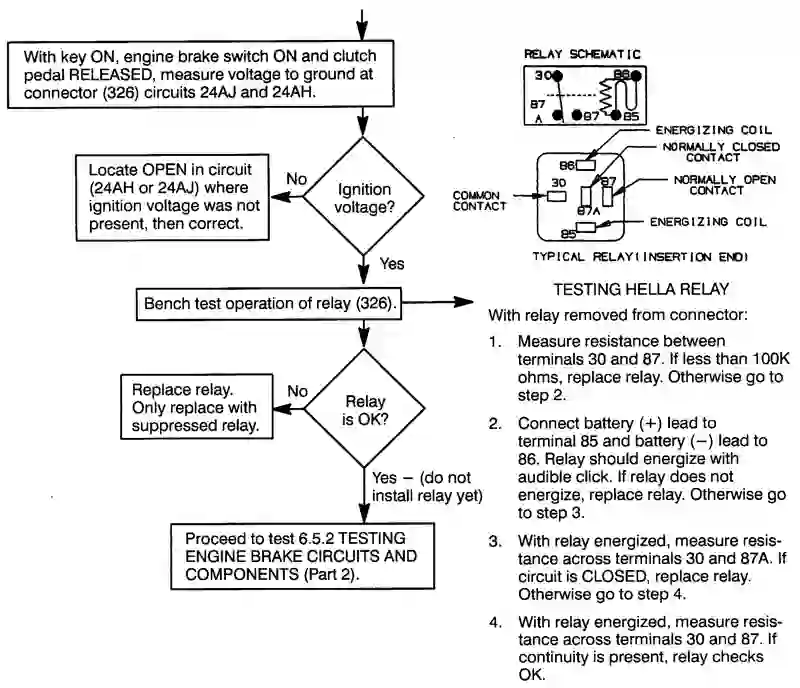 With key ON, engine brake switch ON and clutch
pedal RELEASED, measure voltage to ground at
connector (326) circuits 24AJ and 24AH.
Locate OPEN in circuit
(24AH or 24AJ) where
ignition voltage was not
present, then correct.
No
Ignition
voltage?
Yes
Bench test operation of relay (326).
Replace relay.
Only replace with
suppressed relay.
No
Relay
is OK?
Yes – (do not
install relay yet)
Proceed to test 6.5.2 TESTING
ENGINE BRAKE CIRCUITS AND
COMPONENTS (Part 2).
RELAY SCHEMATIC
30
86
87
A
87
85
ENERGIZING COIL
NORMALLY CLOSED
CONTACT
86
30
87
NORMALLY OPEN
CONTACT
COMMON
CONTACT
87A
85
ENERGIZING COIL
TYPICAL RELAY(INSERTION END)
TESTING HELLA RELAY
With relay removed from connector:
1. Measure resistance between
terminals 30 and 87. If less than 100K
ohms, replace relay. Otherwise go to
step 2.
2. Connect battery (+) lead to
terminal 85 and battery (−) lead to
86. Relay should energize with
audible click. If relay does not
energize, replace relay. Otherwise go
to step 3.
3. With relay energized, measure resis-
tance across terminals 30 and 87A. If
circuit is CLOSED, replace relay.
Otherwise go to step 4.
4. With relay energized, measure resis-
tance across terminals 30 and 87. If
continuity is present, relay checks
OK.